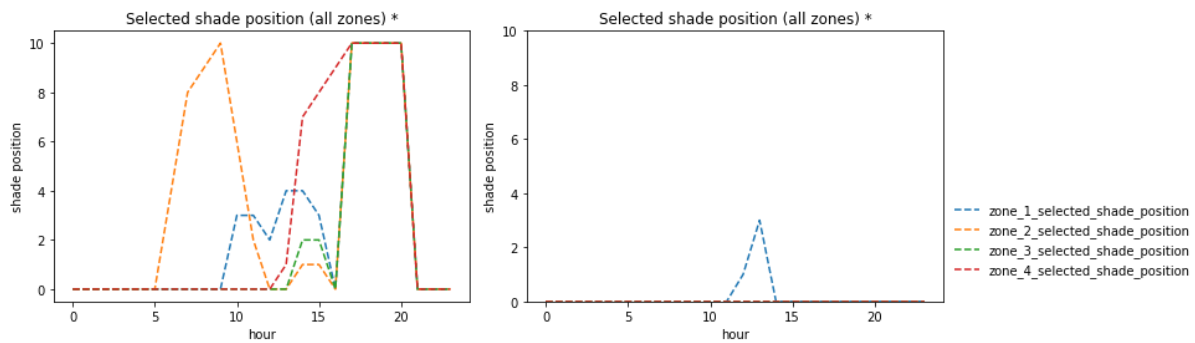 Selected shade position (all zones) *
10
8
6
4
2
0
shade position
0 5 10 15 20
hour
Selected shade position (all zones) *
10
8
6
4
2
0
shade position
0 5 10 15 20
hour
zone_1_selected_shade_position
zone_2_selected_shade_position
zone_3_selected_shade_position
zone_4_selected_shade_position